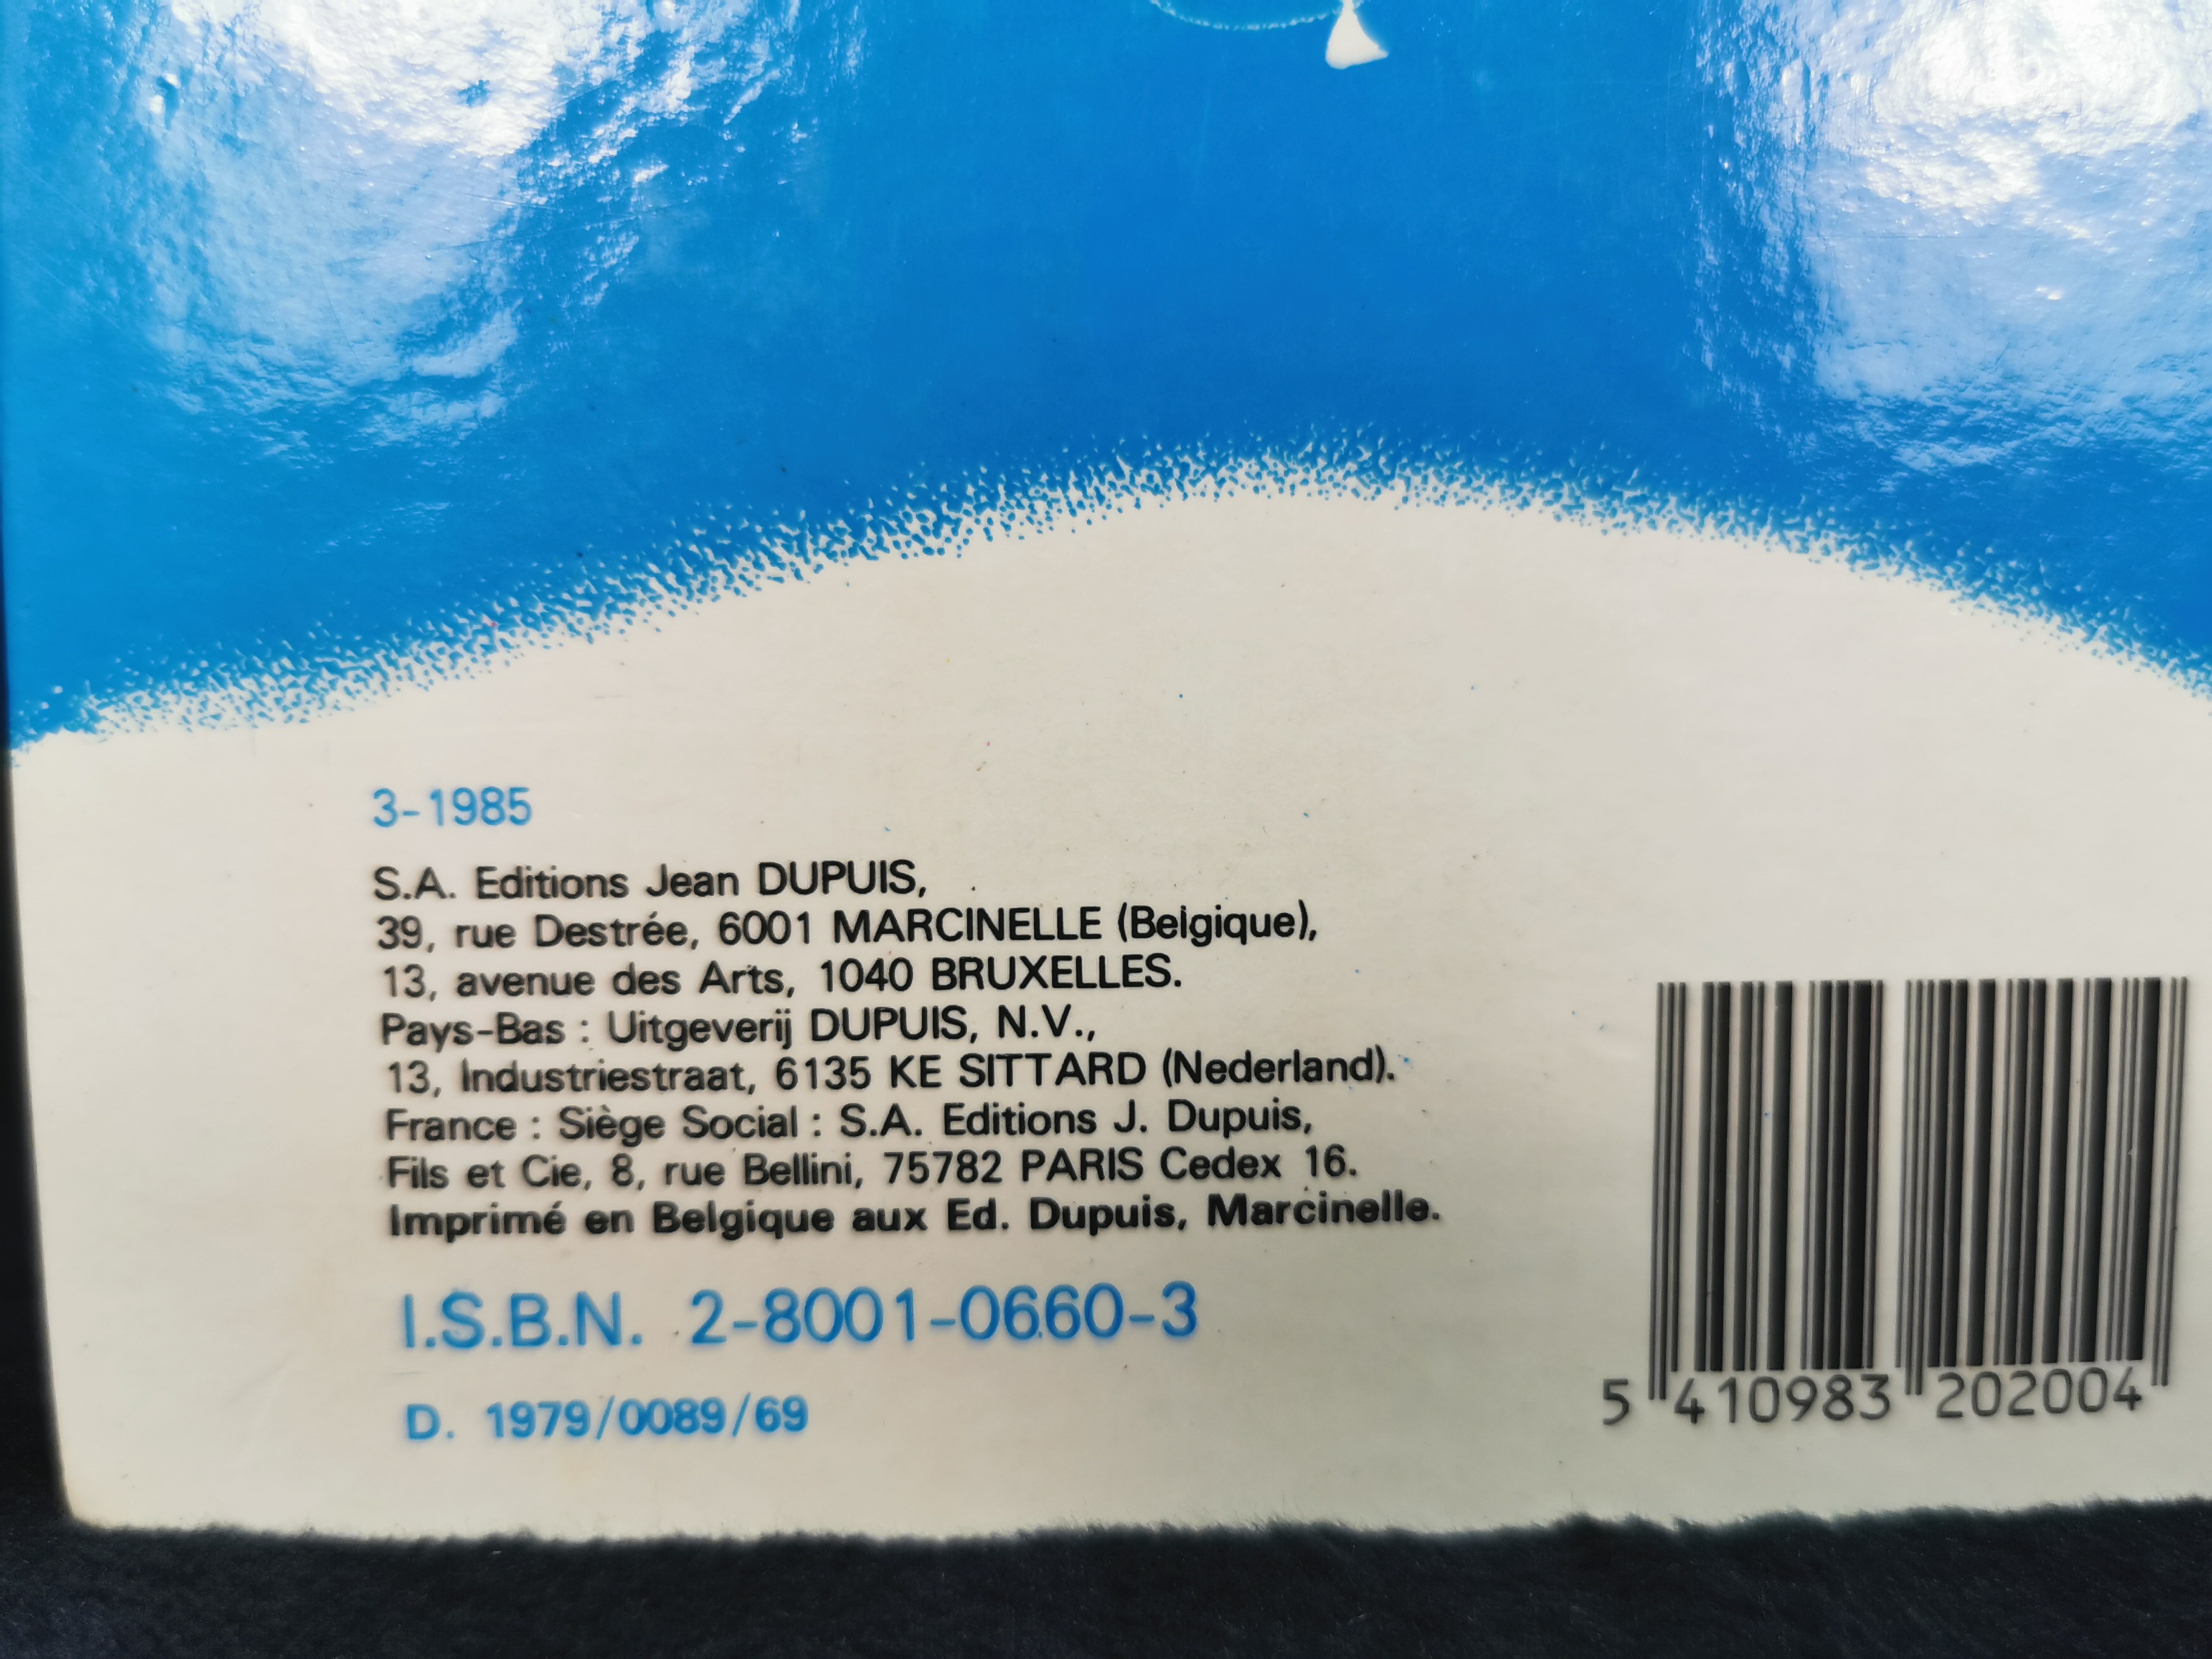 3-1985
S.A. Editions Jean DUPUIS,
39, rue Destrée, 6001 MARCINELLE (Belgique),
13, avenue des Arts, 1040 BRUXELLES.
Pays-Bas : Uitgeverij DUPUIS, N.V.,
13, Industriestraat, 6135 KE SITTARD (Nederland).
France : Siège Social : S.A. Editions J. Dupuis,
Fils et Cie, 8, rue Bellini, 75782 PARIS Cedex 16.
Imprimé en Belgique aux Ed. Dupuis, Marcinelle.
I.S.B.N. 2-8001-0660-3
D. 1979/0089/69
5 410983 202004